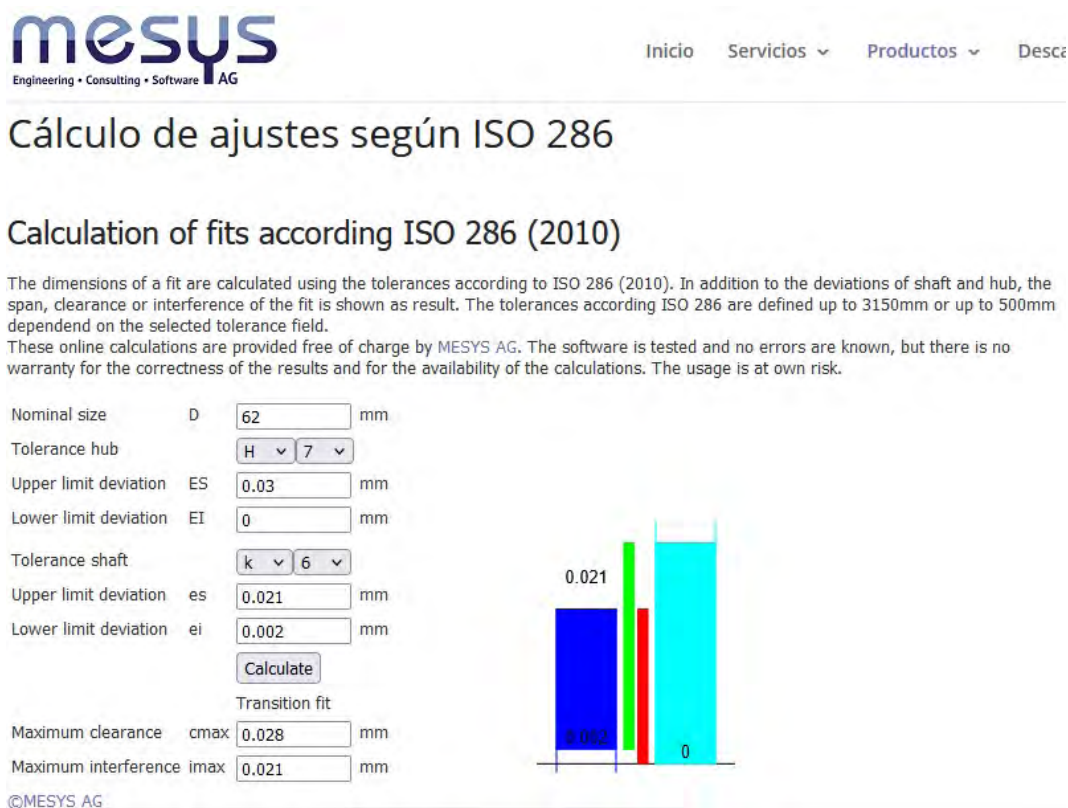 mesys
Engineering • Consulting • Software AG
Inicio Servicios Productos Desca
Cálculo de ajustes según ISO 286
Calculation of fits according ISO 286 (2010)
The dimensions of a fit are calculated using the tolerances according to ISO 286 (2010). In addition to the deviations of shaft and hub, the
span, clearance or interference of the fit is shown as result. The tolerances according ISO 286 are defined up to 3150mm or up to 500mm
dependend on the selected tolerance field.
These online calculations are provided free of charge by MESYS AG. The software is tested and no errors are known, but there is no
warranty for the correctness of the results and for the availability of the calculations. The usage is at own risk.
Nominal size D 62 mm
Tolerance hub H 7
Upper limit deviation ES 0.03 mm
Lower limit deviation EI 0 mm
Tolerance shaft k 6
Upper limit deviation es 0.021 mm
Lower limit deviation ei 0.002 mm
Calculate
Transition fit
Maximum clearance cmax 0.028 mm
Maximum interference imax 0.021 mm
©MESYS AG
0.021
0.002
0